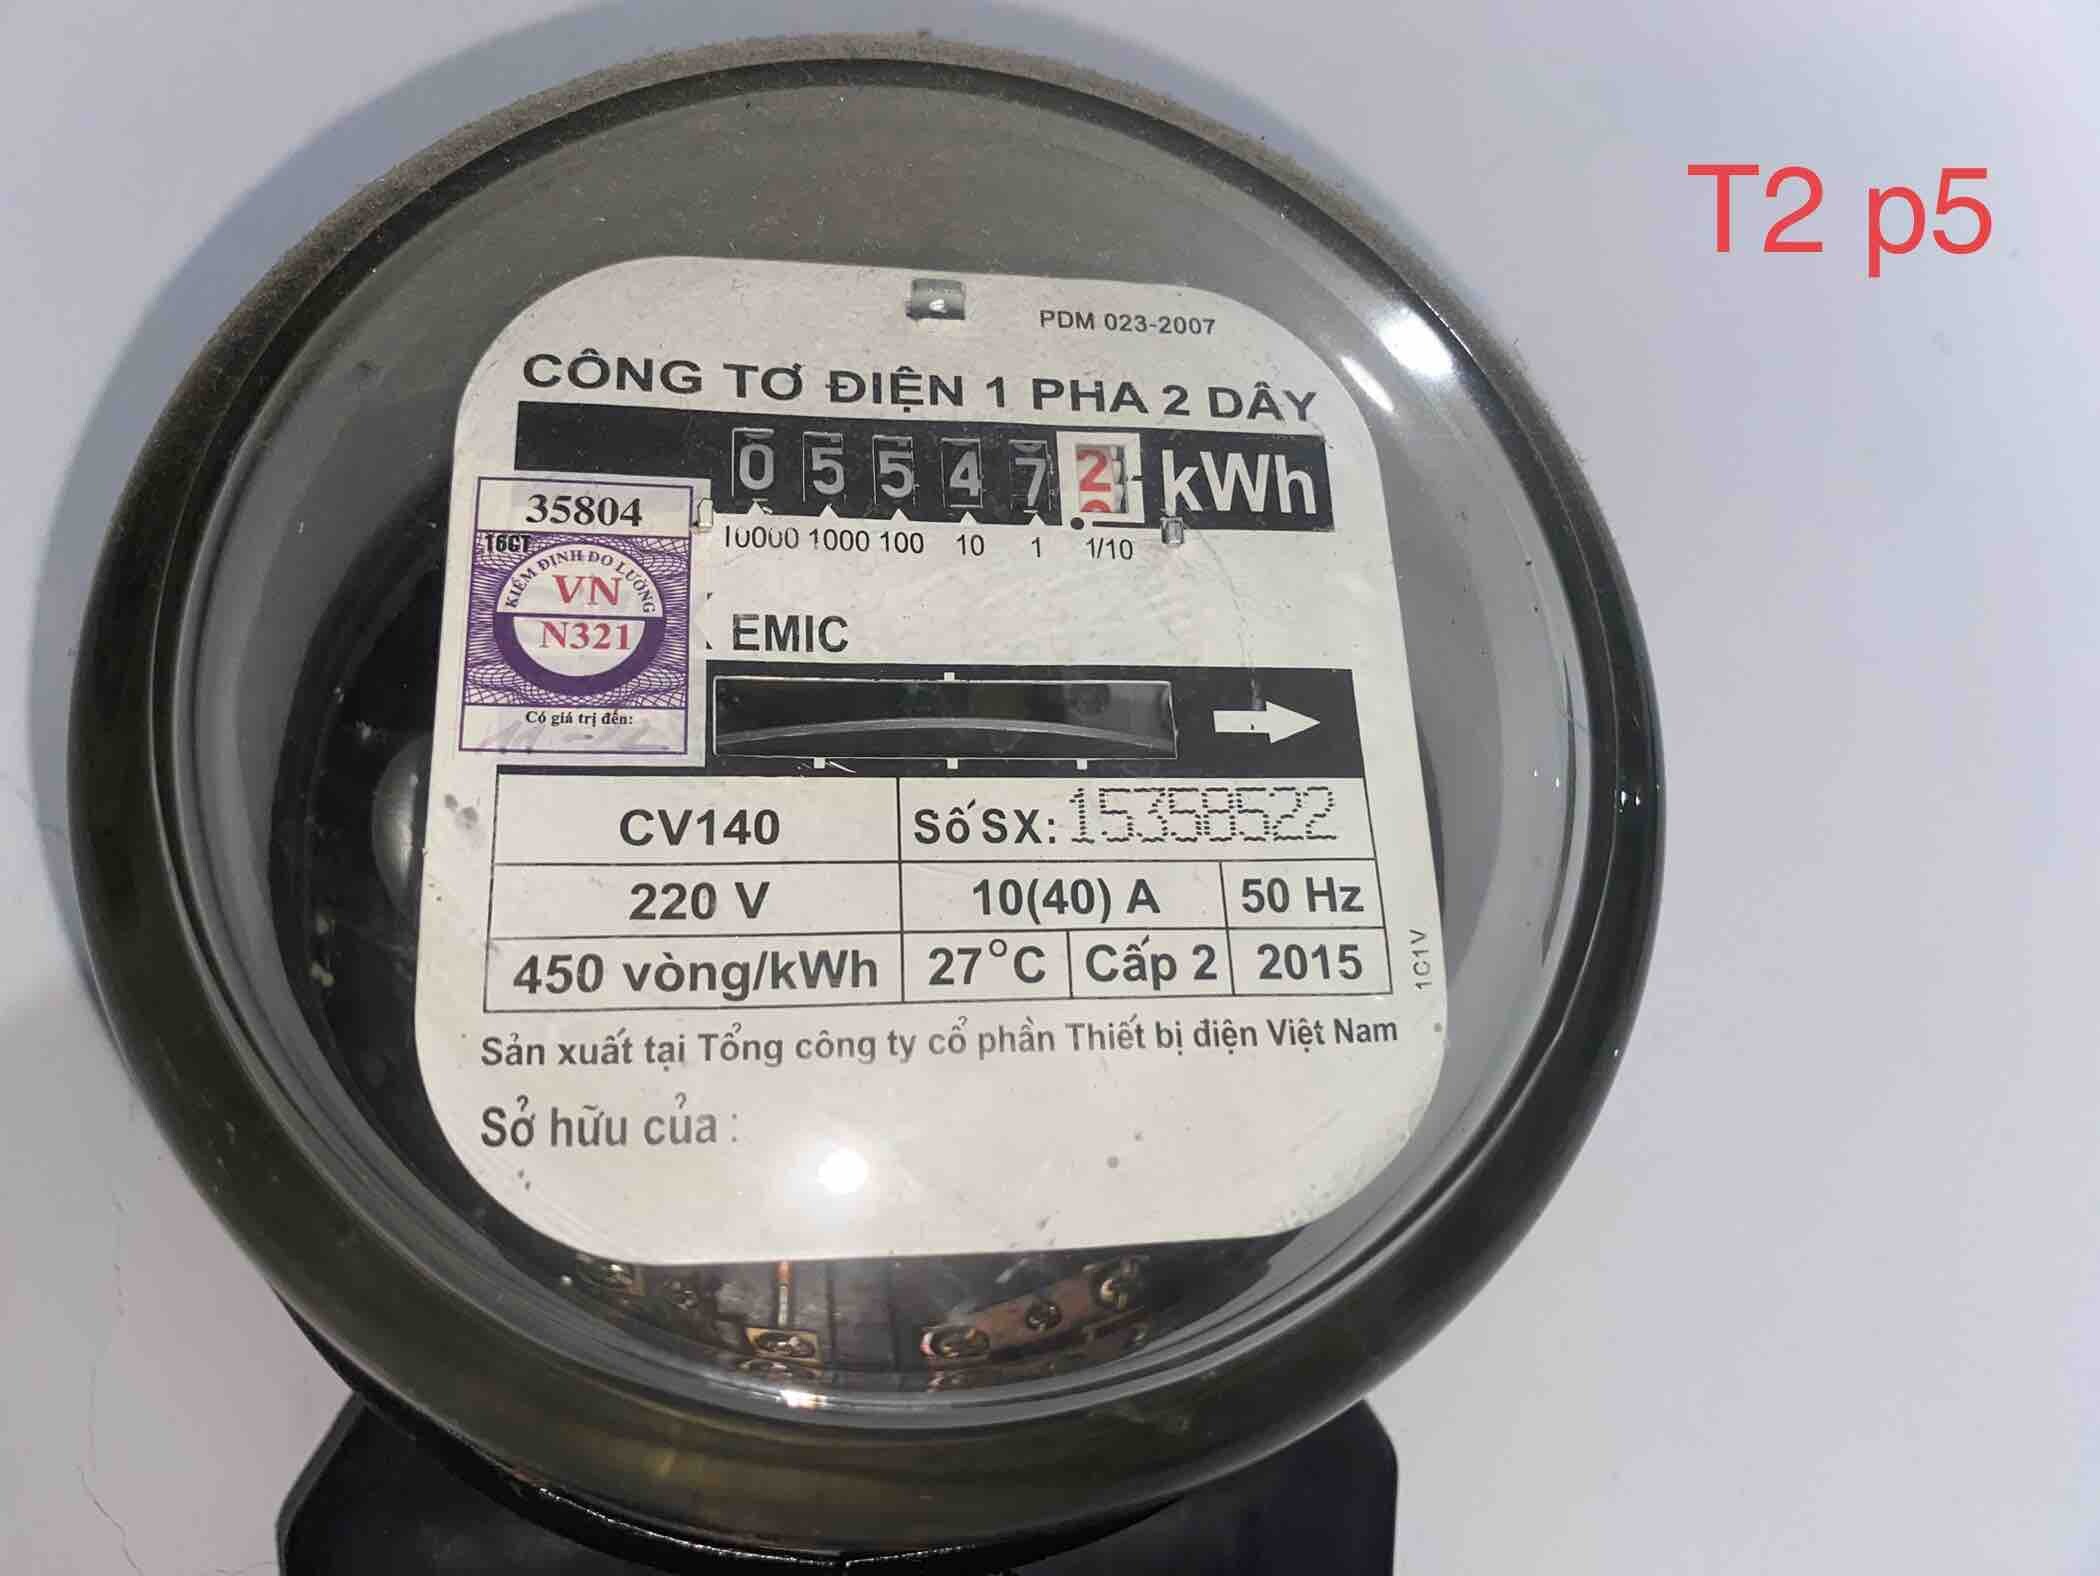 T2 p5
PDM 023-2007
CÔNG TƠ ĐIỆN 1 PHA 2 DÂY
0 5 5 4 7 2 kWh
10000 1000 100 10 1 1/10
35804
T6CT
KIỂM ĐỊNH ĐO LƯỜNG
VN
N321
Có giá trị đến:
EMIC
CV140 Số SX: 15358522
220 V 10(40) A 50 Hz
450 vòng/kWh 27°C Cấp 2 2015
1C1V
Sản xuất tại Tổng công ty cổ phần Thiết bị điện Việt Nam
Sở hữu của :